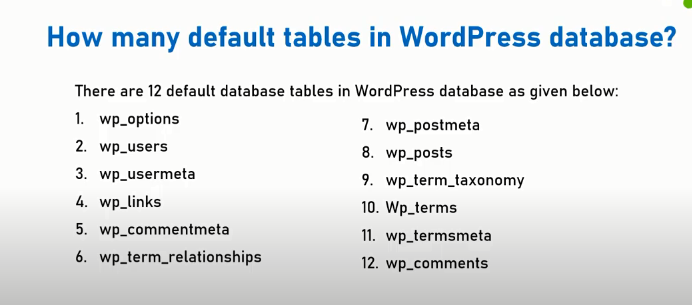 How many default tables in WordPress database?
There are 12 default database tables in WordPress database as given below:
1. wp_options
2. wp_users
3. wp_usermeta
4. wp_links
5. wp_commentmeta
6. wp_term_relationships
7. wp_postmeta
8. wp_posts
9. wp_term_taxonomy
10. Wp_terms
11. wp_termsmeta
12. wp_comments